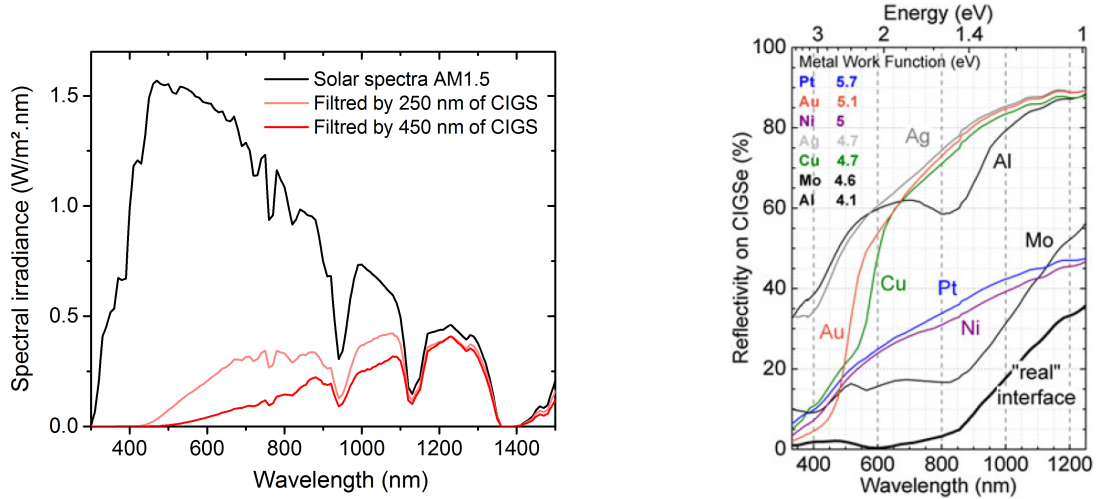 Spectral irradiance (W/m².nm)
1.5
1.0
0.5
0.0
Solar spectra AM1.5
Filtred by 250 nm of CIGS
Filtred by 450 nm of CIGS
400 600 800 1000 1200 1400
Wavelength (nm)
Energy (eV)
3 2 1.4 1
Reflectivity on CIGSe (%)
100
80
60
40
20
0
Metal Work Function (eV)
Pt 5.7
Au 5.1
Ni 5
Ag 4.7
Cu 4.7
Mo 4.6
Al 4.1
Ag
Al
Mo
Cu
Pt
Au
Ni
"real"
interface
400 600 800 1000 1200
Wavelength (nm)